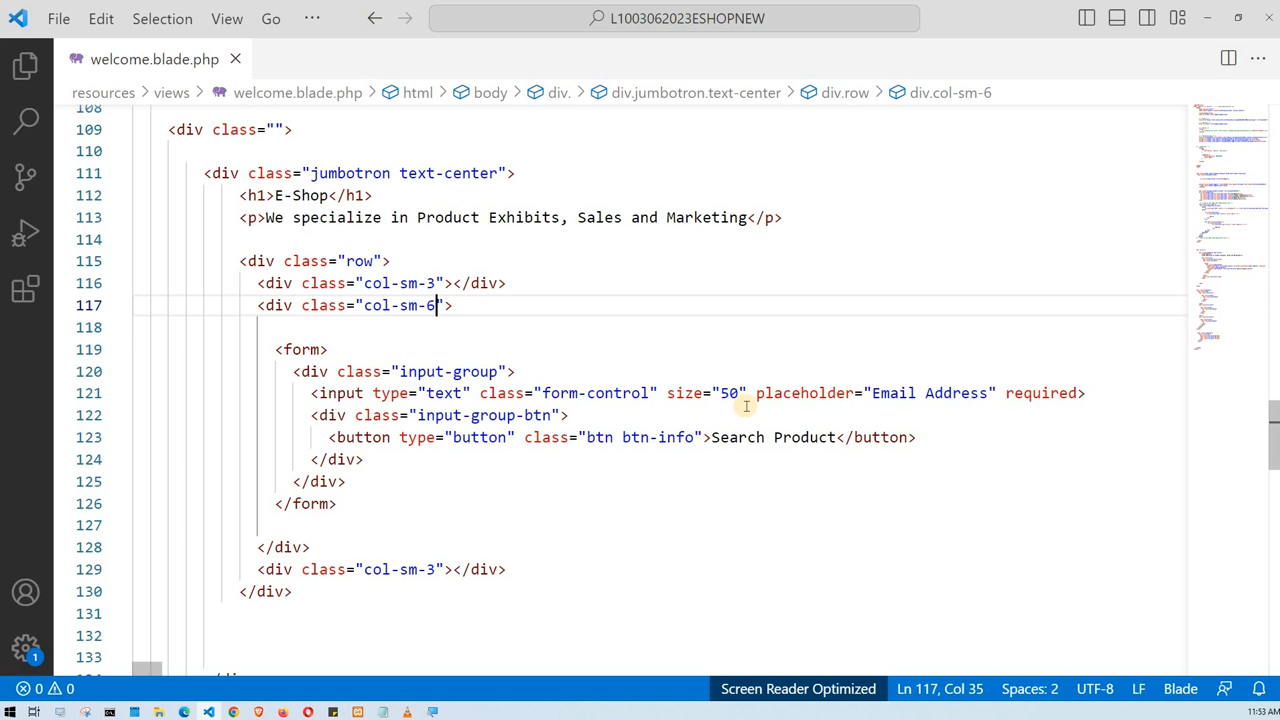 File Edit Selection View Go ··· L1003062023ESHOPNEW
welcome.blade.php
resources > views > welcome.blade.php > html > body > div. > div.jumbotron.text-center > div.row > div.col-sm-6
108
109 <div class="">
110
111 <div class="jumbotron text-center">
112 <h1>E-Shop</h1>
113 <p>We specialize in Product Exhibits, Sales and Marketing</p>
114
115 <div class="row">
116 <div class="col-sm-3"></div>
117 <div class="col-sm-6">
118
119 <form>
120 <div class="input-group">
121 <input type="text" class="form-control" size="50" placeholder="Email Address" required>
122 <div class="input-group-btn">
123 <button type="button" class="btn btn-info">Search Product</button>
124 </div>
125 </div>
126 </form>
127
128 </div>
129 <div class="col-sm-3"></div>
130 </div>
131
132
133
1
0 0 Screen Reader Optimized Ln 117, Col 35 Spaces: 2 UTF-8 LF Blade
11:53 AM